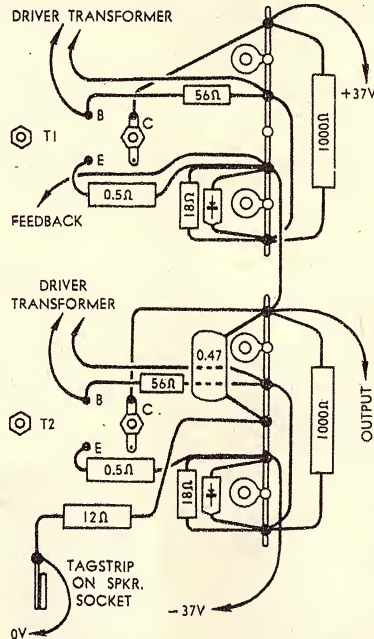 DRIVER TRANSFORMER
+37V
56Ω
B
C
T1
1000Ω
E
0.5Ω
18Ω
FEEDBACK
DRIVER
TRANSFORMER
0.47
56Ω
B
C
T2
1000Ω
OUTPUT
E
0.5Ω
18Ω
12Ω
TAGSTRIP
ON SPKR.
SOCKET
-37V
0V